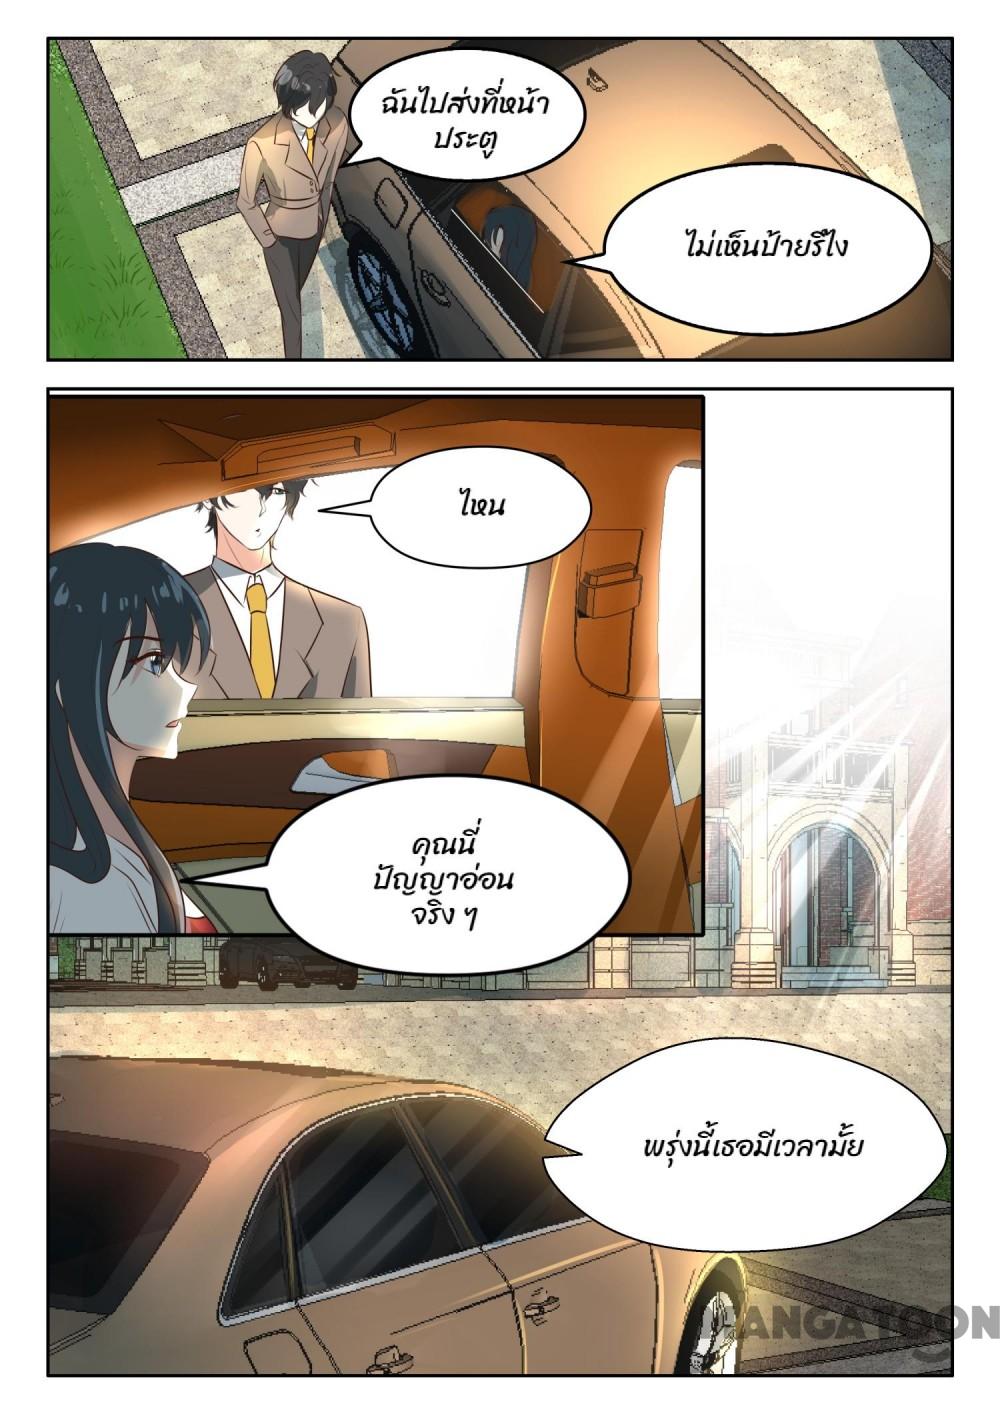 ฉันไปส่งที่หน้า
ประตู
ไม่เห็นป้ายรึไง
ไหน
คุณนี่
ปัญญาอ่อน
จริง ๆ
พรุ่งนี้เธอมีเวลามั้ย
MANGATOON